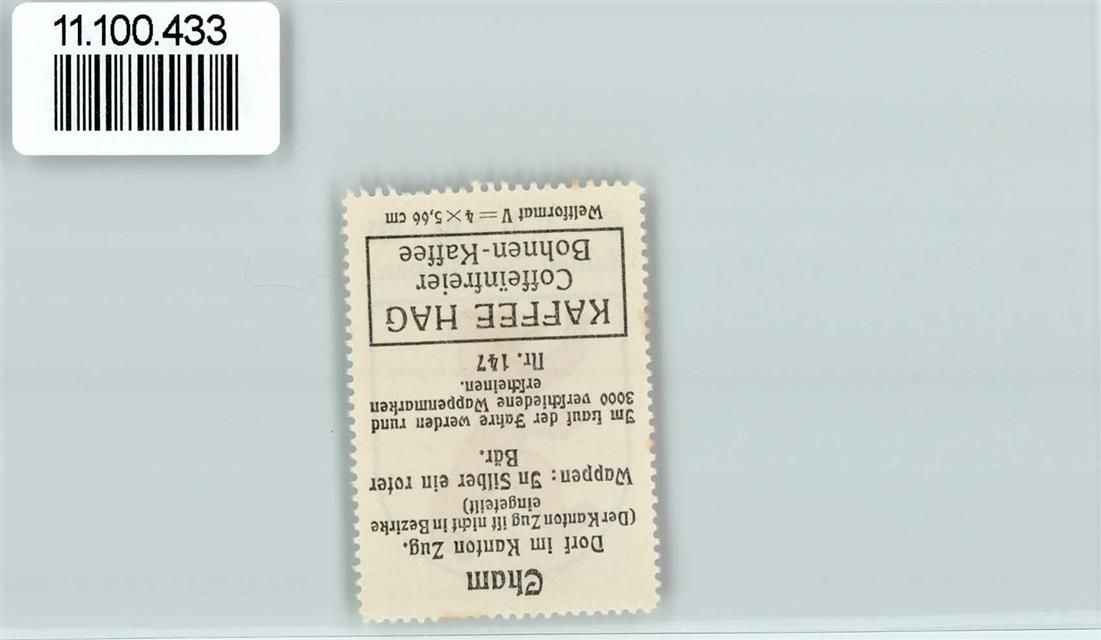 11.100.433
Cham
Dorf im Kanton Zug.
(Der Kanton Zug ist nicht in Bezirke
eingeteilt)
Wappen: In Silber ein roter
Bär.
Im Lauf der Jahre werden rund
3000 verschiedene Wappenmarken
erscheinen.
Nr. 147
KAFFEE HAG
Coffeïnfreier
Bohnen-Kaffee
Weltformat V = 4 × 5,66 cm